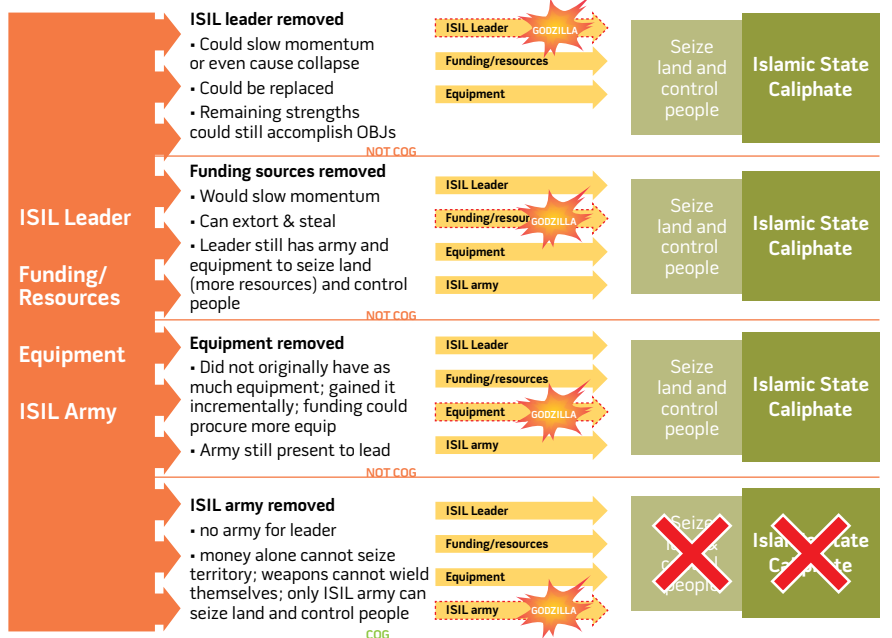 ISIL Leader
Funding/
Resources
Equipment
ISIL Army
ISIL leader removed
▪ Could slow momentum
or even cause collapse
▪ Could be replaced
▪ Remaining strengths
could still accomplish OBJs
NOT COG
ISIL Leader
GODZILLA
Funding/resources
Equipment
Seize
land and
control
people
Islamic State
Caliphate
Funding sources removed
▪ Would slow momentum
▪ Can extort & steal
▪ Leader still has army and
equipment to seize land
(more resources) and control
people
NOT COG
ISIL Leader
Funding/resour
GODZILLA
Equipment
ISIL army
Seize
land and
control
people
Islamic State
Caliphate
Equipment removed
▪ Did not originally have as
much equipment; gained it
incrementally; funding could
procure more equip
▪ Army still present to lead
NOT COG
ISIL Leader
Funding/resources
Equipment
GODZILLA
ISIL army
Seize
land and
control
people
Islamic State
Caliphate
ISIL army removed
▪ no army for leader
▪ money alone cannot seize
territory; weapons cannot wield
themselves; only ISIL army can
seize land and control people
COG
ISIL Leader
Funding/resources
Equipment
ISIL army
GODZILLA
Seize
people
Islamic State
Caliphate